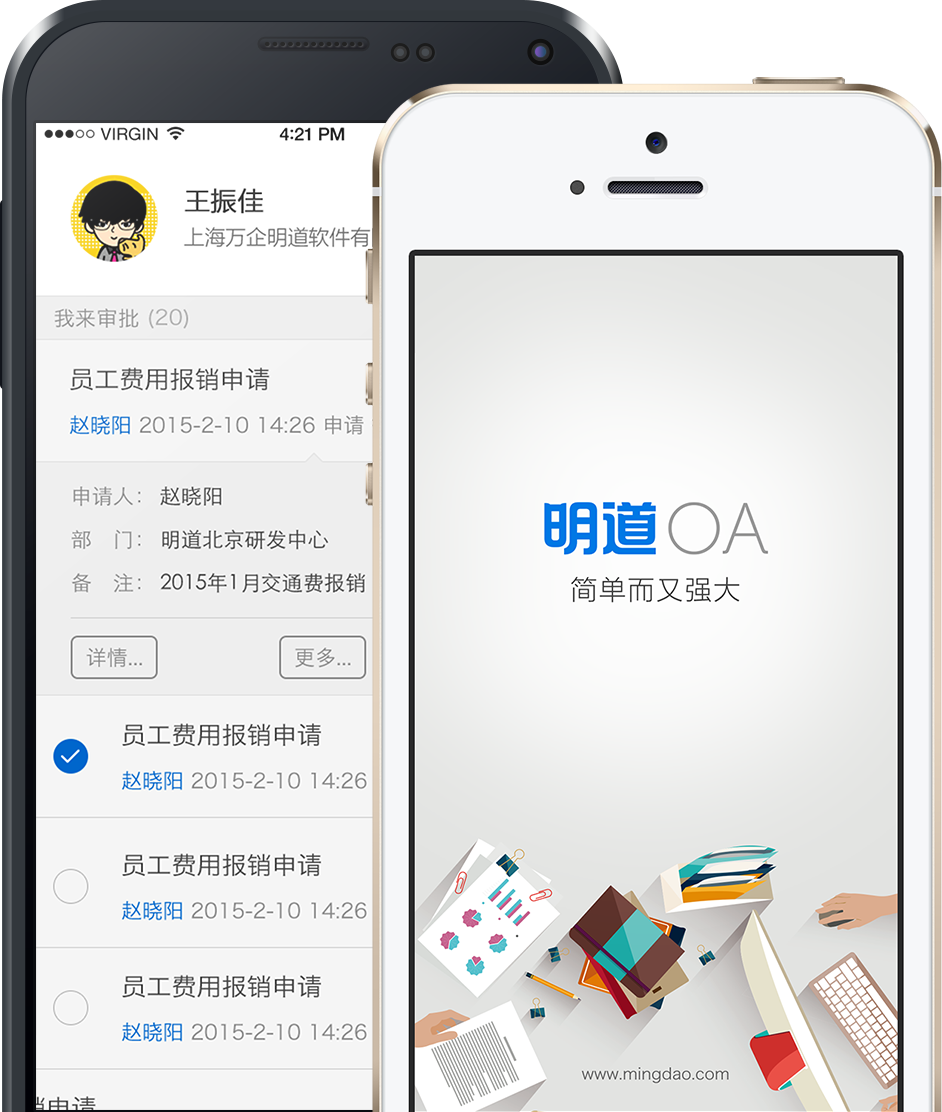 VIRGIN
4:21 PM
王振佳
上海万企明道软件有
我来审批 (20)
员工费用报销申请
赵晓阳 2015-2-10 14:26 申请
申请人： 赵晓阳
部 门： 明道北京研发中心
备 注： 2015年1月交通费报销
详情... 更多...
员工费用报销申请
赵晓阳 2015-2-10 14:26
员工费用报销申请
赵晓阳 2015-2-10 14:26
员工费用报销申请
赵晓阳 2015-2-10 14:26
销申请
明道OA
简单而又强大
www.mingdao.com